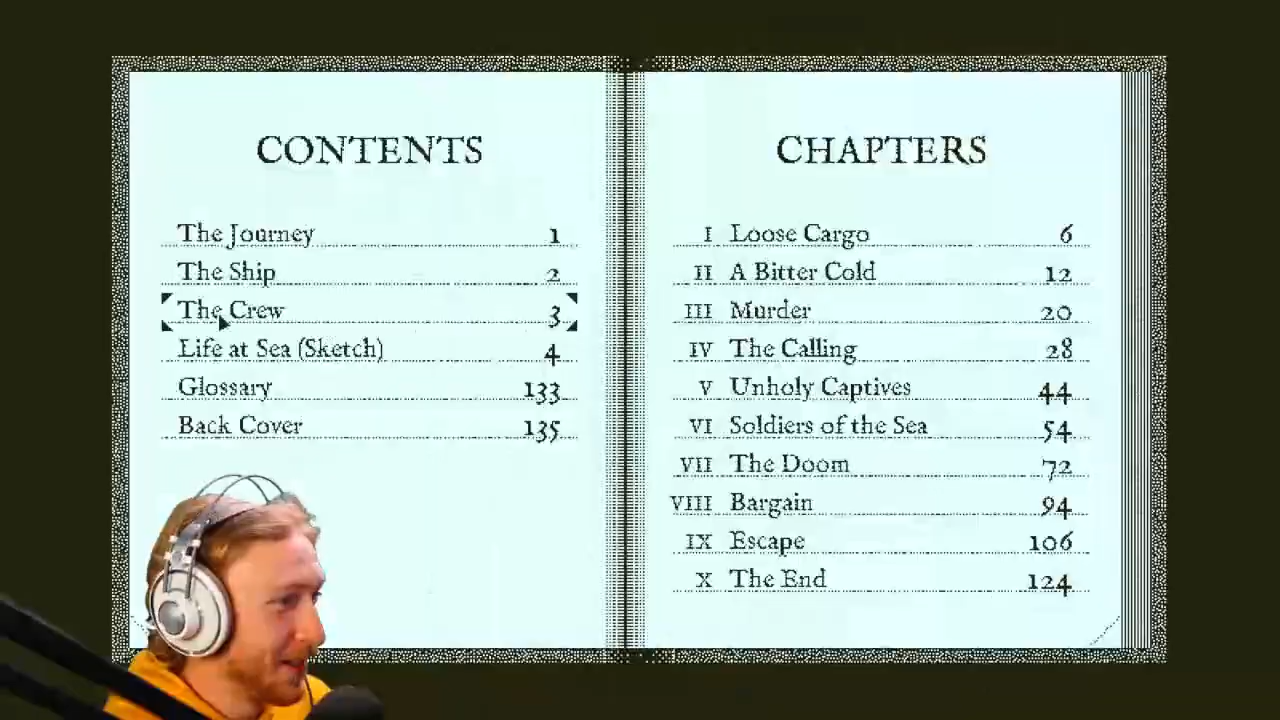 CONTENTS
The Journey 1
The Ship 2
The Crew 3
Life at Sea (Sketch) 4
Glossary 133
Back Cover 135
CHAPTERS
I Loose Cargo 6
II A Bitter Cold 12
III Murder 20
IV The Calling 28
V Unholy Captives 44
VI Soldiers of the Sea 54
VII The Doom 72
VIII Bargain 94
IX Escape 106
X The End 124